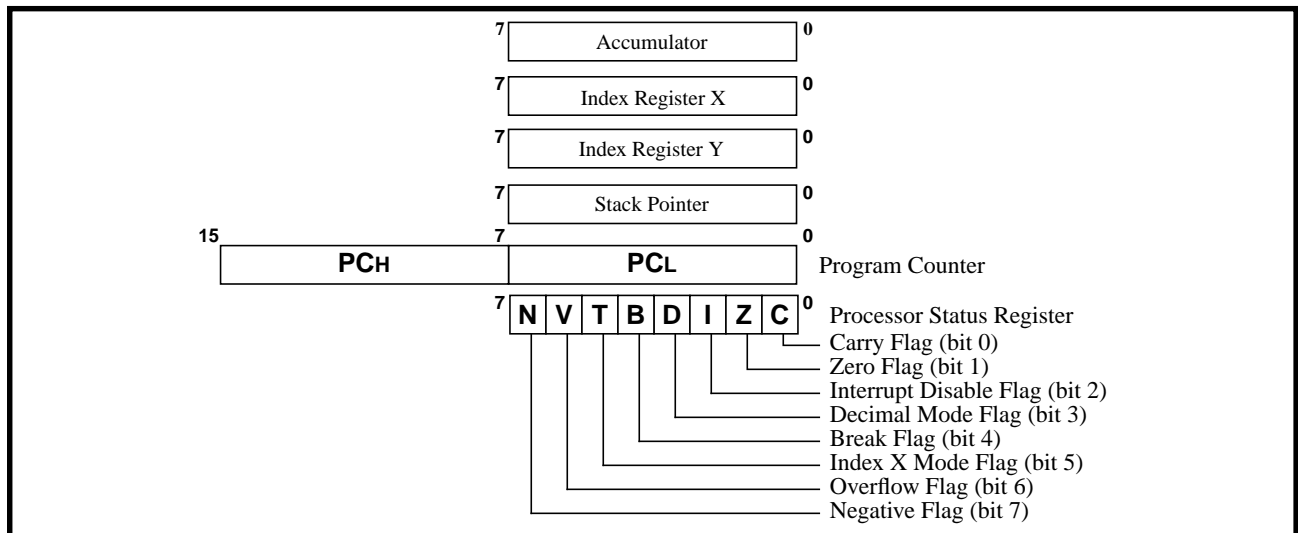 7 Accumulator 0
7 Index Register X 0
7 Index Register Y 0
7 Stack Pointer 0
15 7 0
PCH PCL Program Counter
7 N V T B D I Z C 0 Processor Status Register
Carry Flag (bit 0)
Zero Flag (bit 1)
Interrupt Disable Flag (bit 2)
Decimal Mode Flag (bit 3)
Break Flag (bit 4)
Index X Mode Flag (bit 5)
Overflow Flag (bit 6)
Negative Flag (bit 7)